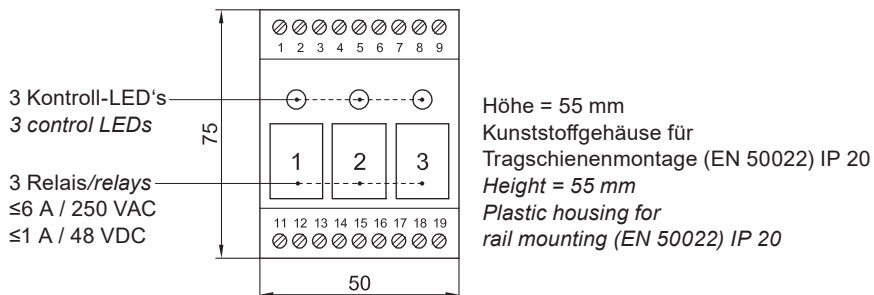 1 2 3 4 5 6 7 8 9
3 Kontroll-LED‘s
3 control LEDs
75
1 2 3
3 Relais/relays
≤6 A / 250 VAC
≤1 A / 48 VDC
11 12 13 14 15 16 17 18 19
50
Höhe = 55 mm
Kunststoffgehäuse für
Tragschienenmontage (EN 50022) IP 20
Height = 55 mm
Plastic housing for
rail mounting (EN 50022) IP 20